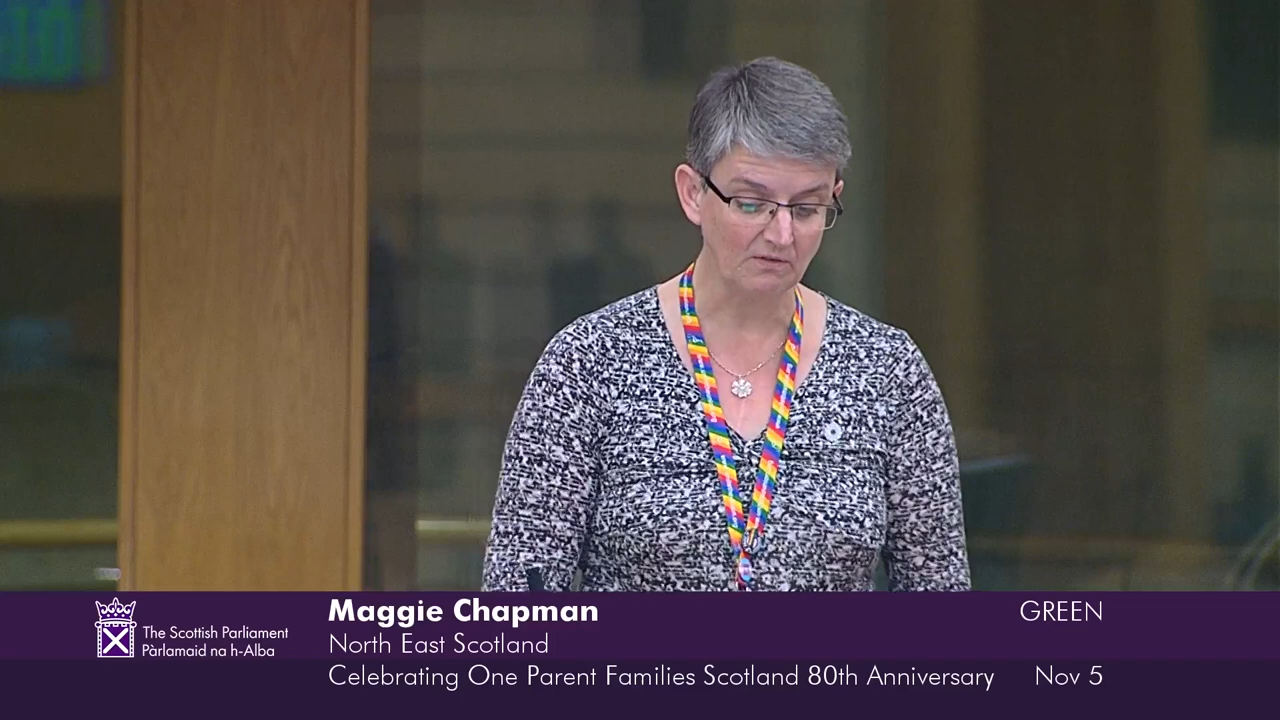 Maggie Chapman
GREEN
The Scottish Parliament
Pàrlamaid na h-Alba
North East Scotland
Celebrating One Parent Families Scotland 80th Anniversary
Nov 5